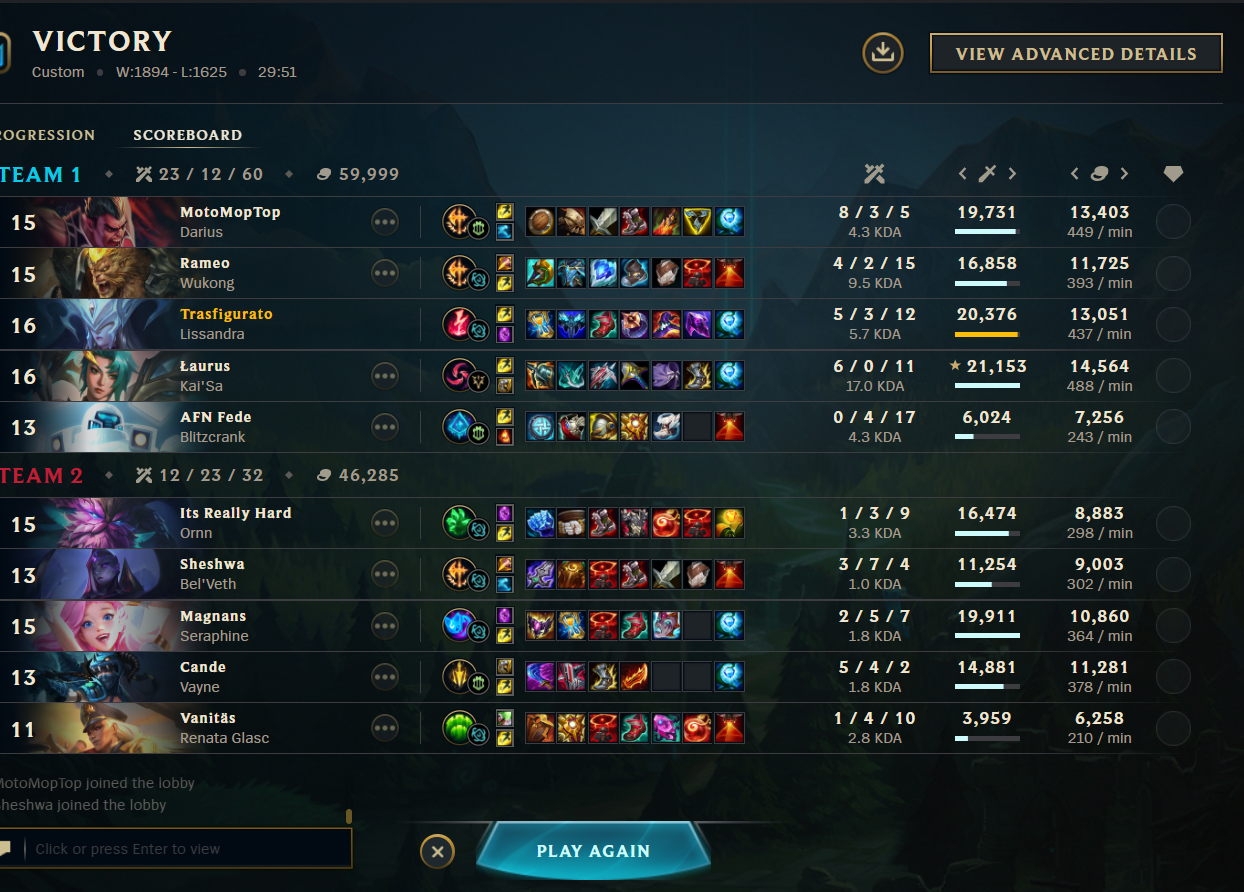 VICTORY
Custom • W:1894 - L:1625 • 29:51
VIEW ADVANCED DETAILS
ROGRESSION SCOREBOARD
TEAM 1 23 / 12 / 60 59,999
15 MotoMopTop 8 / 3 / 5 19,731 13,403
Darius 4.3 KDA 449 / min
15 Rameo 4 / 2 / 15 16,858 11,725
Wukong 9.5 KDA 393 / min
16 Trasfigurato 5 / 3 / 12 20,376 13,051
Lissandra 5.7 KDA 437 / min
16 Łaurus 6 / 0 / 11 21,153 14,564
Kai'Sa 17.0 KDA 488 / min
13 AFN Fede 0 / 4 / 17 6,024 7,256
Blitzcrank 4.3 KDA 243 / min
TEAM 2 12 / 23 / 32 46,285
15 Its Really Hard 1 / 3 / 9 16,474 8,883
Ornn 3.3 KDA 298 / min
13 Sheshwa 3 / 7 / 4 11,254 9,003
Bel'Veth 1.0 KDA 302 / min
15 Magnans 2 / 5 / 7 19,911 10,860
Seraphine 1.8 KDA 364 / min
13 Cande 5 / 4 / 2 14,881 11,281
Vayne 1.8 KDA 378 / min
11 Vanitäs 1 / 4 / 10 3,959 6,258
Renata Glasc 2.8 KDA 210 / min
MotoMopTop joined the lobby
heshwa joined the lobby
Click or press Enter to view
PLAY AGAIN